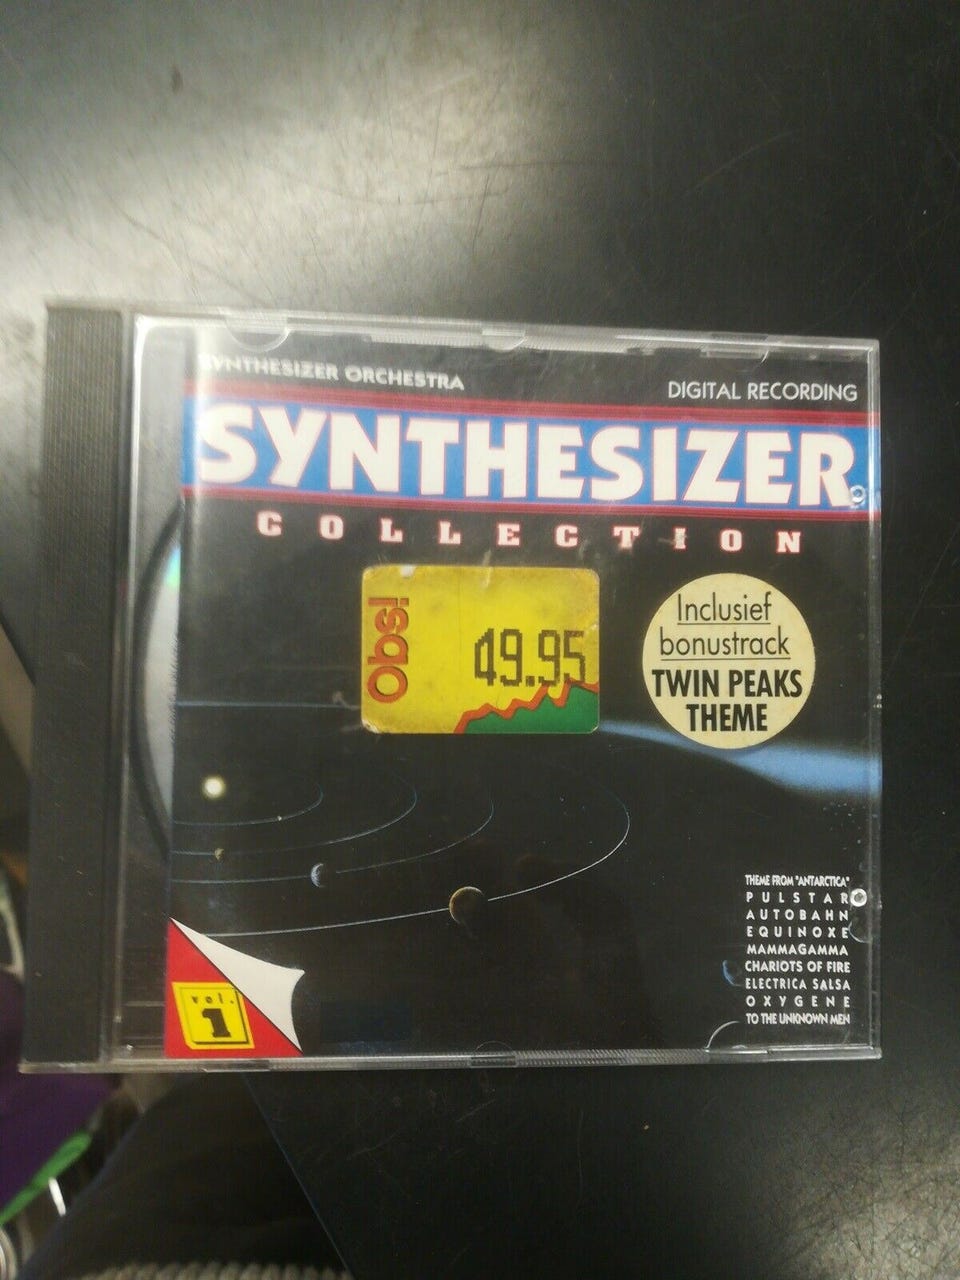 SYNTHESIZER ORCHESTRA
DIGITAL RECORDING
SYNTHESIZER
COLLECTION
Obs!
49.95
Inclusief
bonustrack
TWIN PEAKS
THEME
THEME FROM "ANTARCTICA"
PULSTAR
AUTOBAHN
EQUINOXE
MAMMAGAMMA
CHARIOTS OF FIRE
ELECTRICA SALSA
OXYGENE
TO THE UNKNOWN MEN
vol.
1